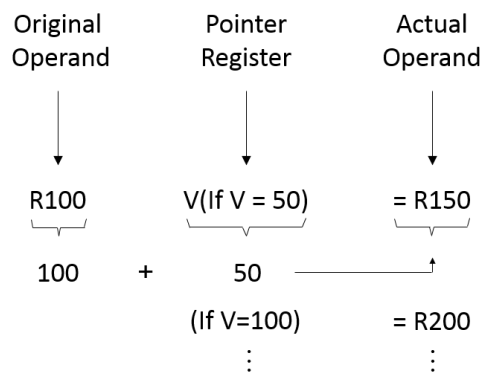 Original Operand
Pointer Register
Actual Operand
R100
V(If V = 50)
= R150
100 + 50
(If V=100)
= R200